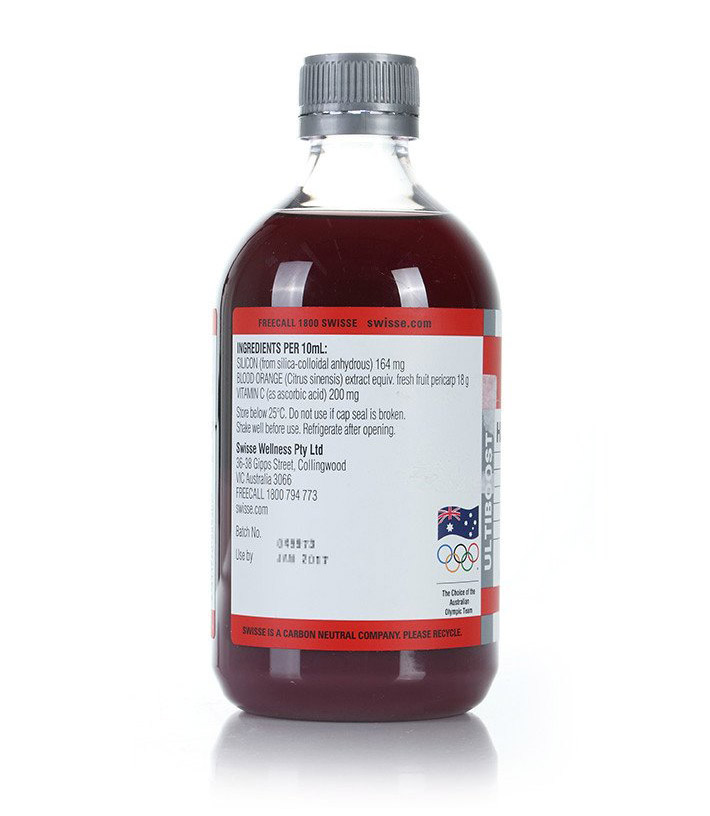 FREECALL 1800 SWISSE swisse.com
INGREDIENTS PER 10mL:
SILICON (from silica-colloidal anhydrous) 164 mg
BLOOD ORANGE (Citrus sinensis) extract equiv. fresh fruit pericarp 18 g
VITAMIN C (as ascorbic acid) 200 mg
Store below 25°C. Do not use if cap seal is broken.
Shake well before use. Refrigerate after opening.
Swisse Wellness Pty Ltd
36-38 Gipps Street, Collingwood
VIC Australia 3066
FREECALL 1800 794 773
swisse.com
Batch No.
Use by JAN 2017
The Choice of the
Australian
Olympic Team
SWISSE IS A CARBON NEUTRAL COMPANY. PLEASE RECYCLE.
ULTIBOOST
H